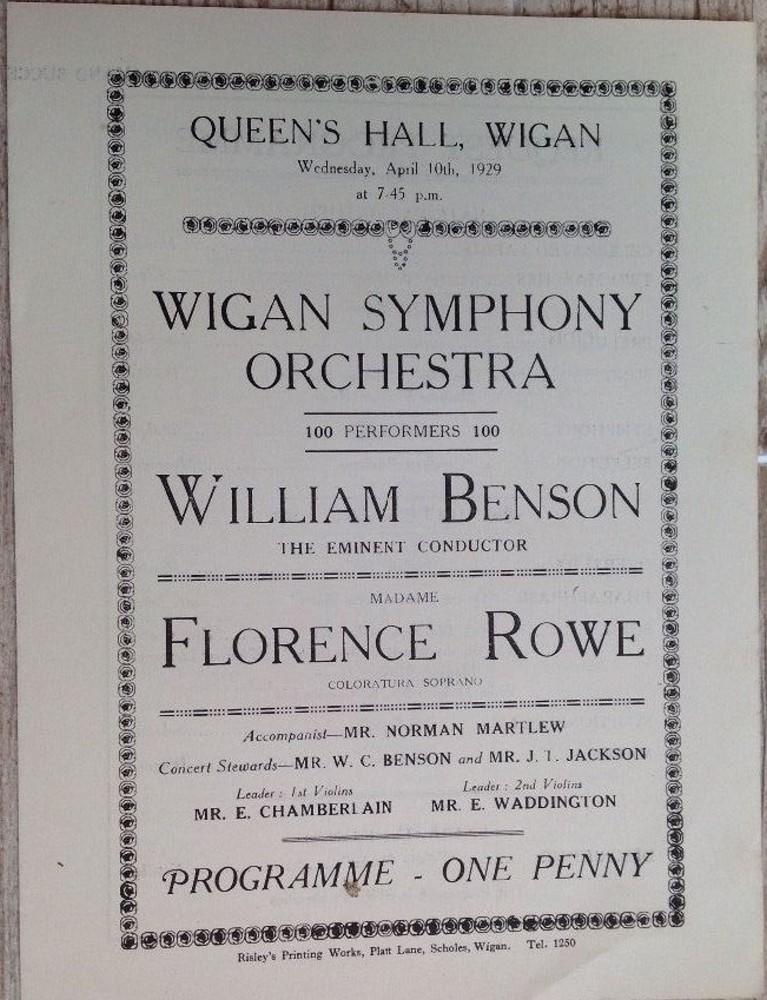 QUEEN'S HALL, WIGAN
Wednesday, April 10th, 1929
at 7-45 p.m.
WIGAN SYMPHONY
ORCHESTRA
100 PERFORMERS 100
WILLIAM BENSON
THE EMINENT CONDUCTOR
MADAME
FLORENCE ROWE
COLORATURA SOPRANO
Accompanist—MR. NORMAN MARTLEW
Concert Stewards—MR. W. C. BENSON and MR. J. T. JACKSON
Leader: 1st Violins
MR. E. CHAMBERLAIN
Leader: 2nd Violins
MR. E. WADDINGTON
PROGRAMME - ONE PENNY
Risley's Printing Works, Platt Lane, Scholes, Wigan. Tel. 1250